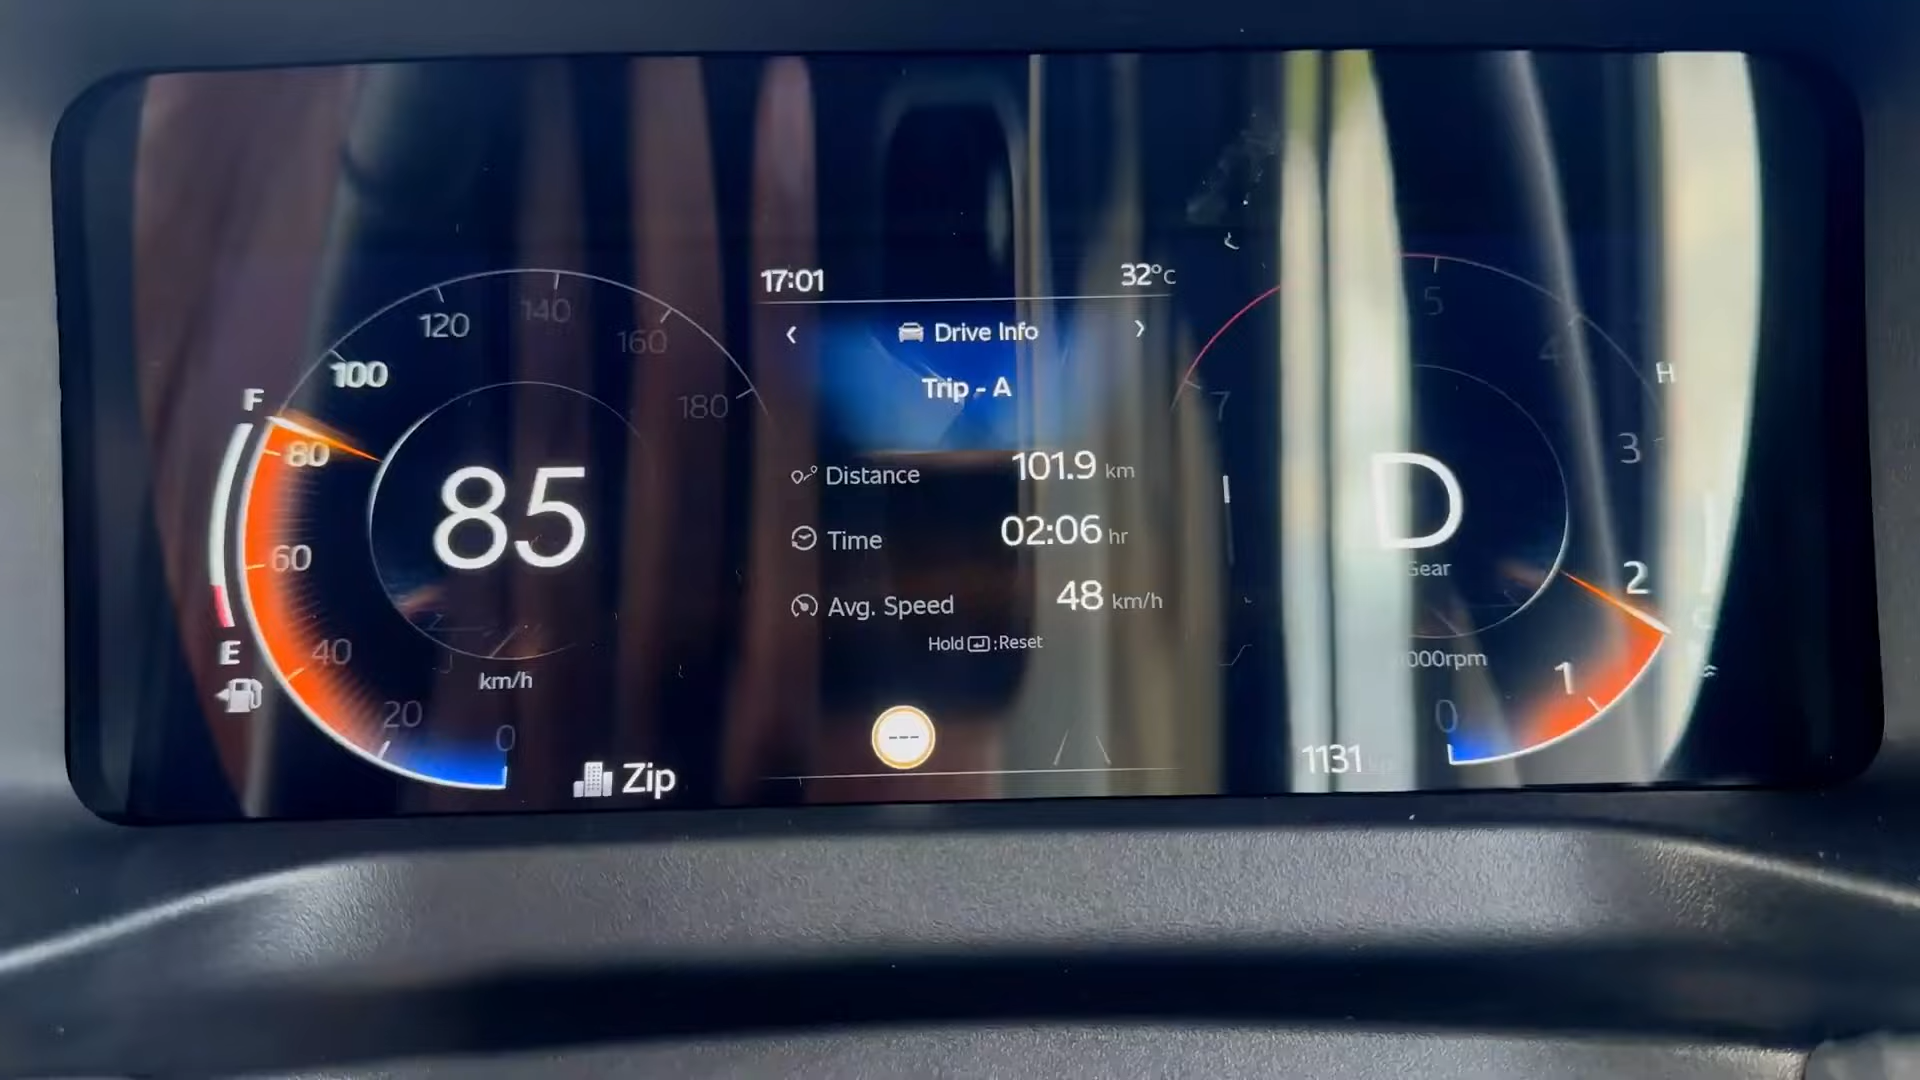 17:01
32°C
Drive Info
Trip - A
Distance 101.9 km
Time 02:06 hr
Avg. Speed 48 km/h
Hold :Reset
---
F
E
0
20
40
60
80
100
120
140
160
180
85
km/h
Zip
7
5
4
3
2
1
0
D
Gear
000rpm
H
1131